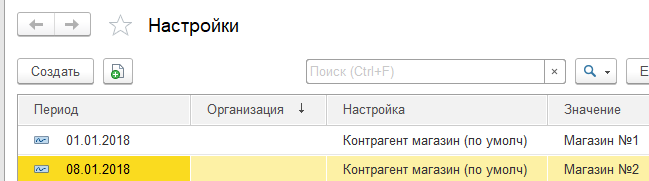 Настройки
Создать Поиск (Ctrl+F) × Е
Период Организация ↓ Настройка Значение
01.01.2018 Контрагент магазин (по умолч) Магазин №1
08.01.2018 Контрагент магазин (по умолч) Магазин №2